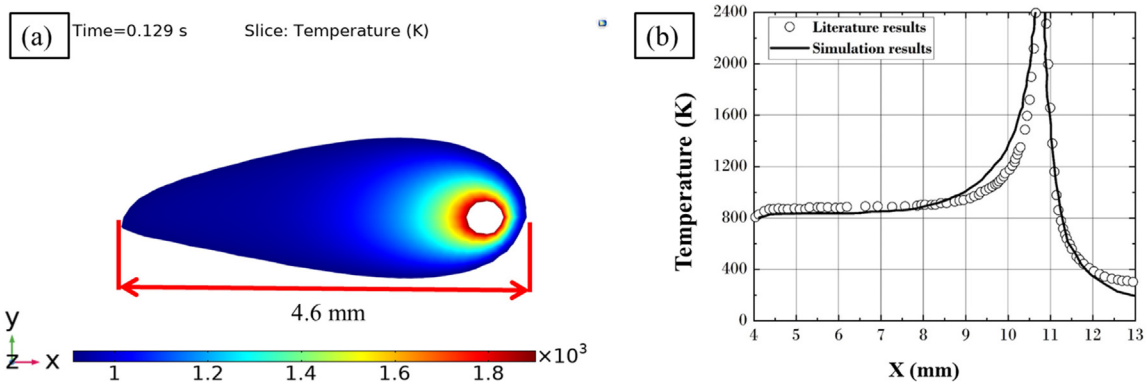 (a)
Time=0.129 s
Slice: Temperature (K)
4.6 mm
y
z
x
1
1.2
1.4
1.6
1.8
×10³
(b)
Literature results
Simulation results
Temperature (K)
2400
2000
1600
1200
800
400
0
4
5
6
7
8
9
10
11
12
13
X (mm)